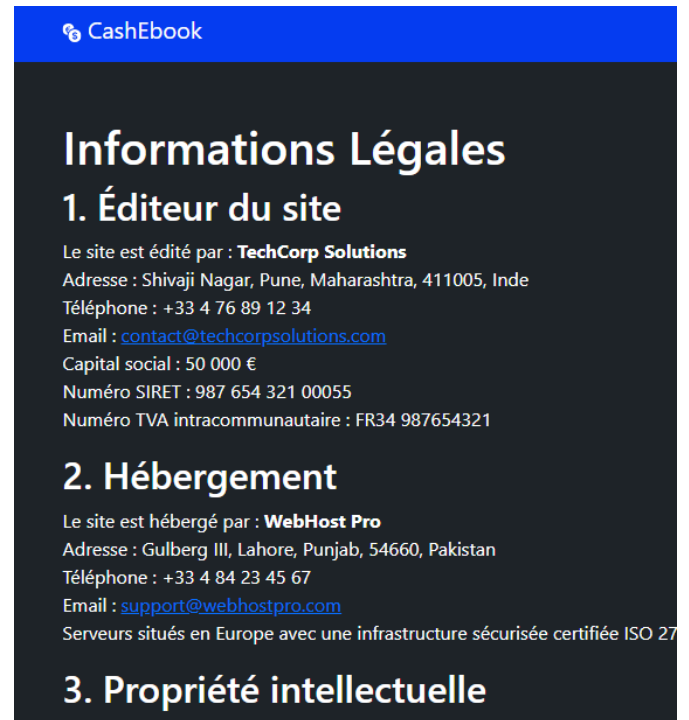 CashEbook
Informations Légales
1. Éditeur du site
Le site est édité par : TechCorp Solutions
Adresse : Shivaji Nagar, Pune, Maharashtra, 411005, Inde
Téléphone : +33 4 76 89 12 34
Email : contact@techcorpsolutions.com
Capital social : 50 000 €
Numéro SIRET : 987 654 321 00055
Numéro TVA intracommunautaire : FR34 987654321
2. Hébergement
Le site est hébergé par : WebHost Pro
Adresse : Gulberg III, Lahore, Punjab, 54660, Pakistan
Téléphone : +33 4 84 23 45 67
Email : support@webhostpro.com
Serveurs situés en Europe avec une infrastructure sécurisée certifiée ISO 27
3. Propriété intellectuelle